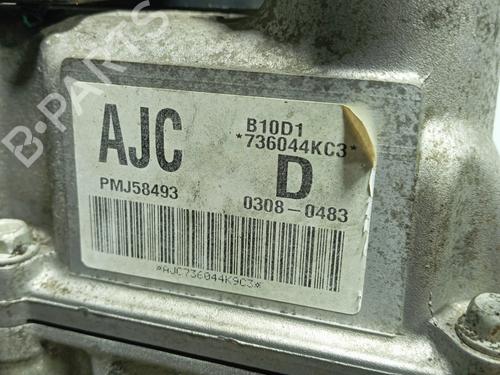 B-PARTS
AJC
B10D1
*736044KC3*
D
PMJ58493
0308-0483
*AJC736044K9C3*